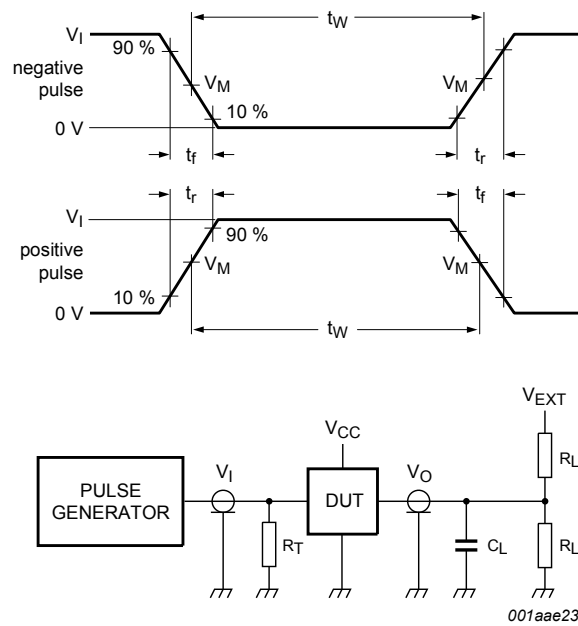 V_I
t_W
90 %
negative pulse
V_M
V_M
10 %
0 V
t_f
t_r
V_I
t_r
t_f
90 %
positive pulse
V_M
V_M
10 %
0 V
t_W
V_EXT
V_CC
R_L
V_I
V_O
PULSE GENERATOR
DUT
R_T
C_L
R_L
001aae23